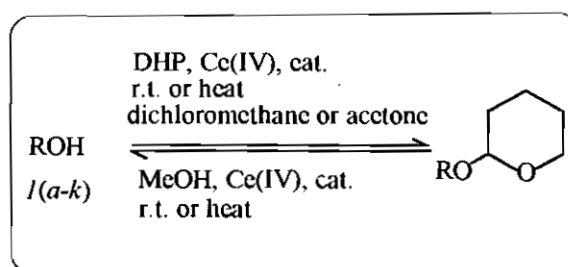 DHP, Ce(IV), cat.
r.t. or heat
dichloromethane or acetone
ROH
1(a-k)
MeOH, Ce(IV), cat.
r.t. or heat
RO
O